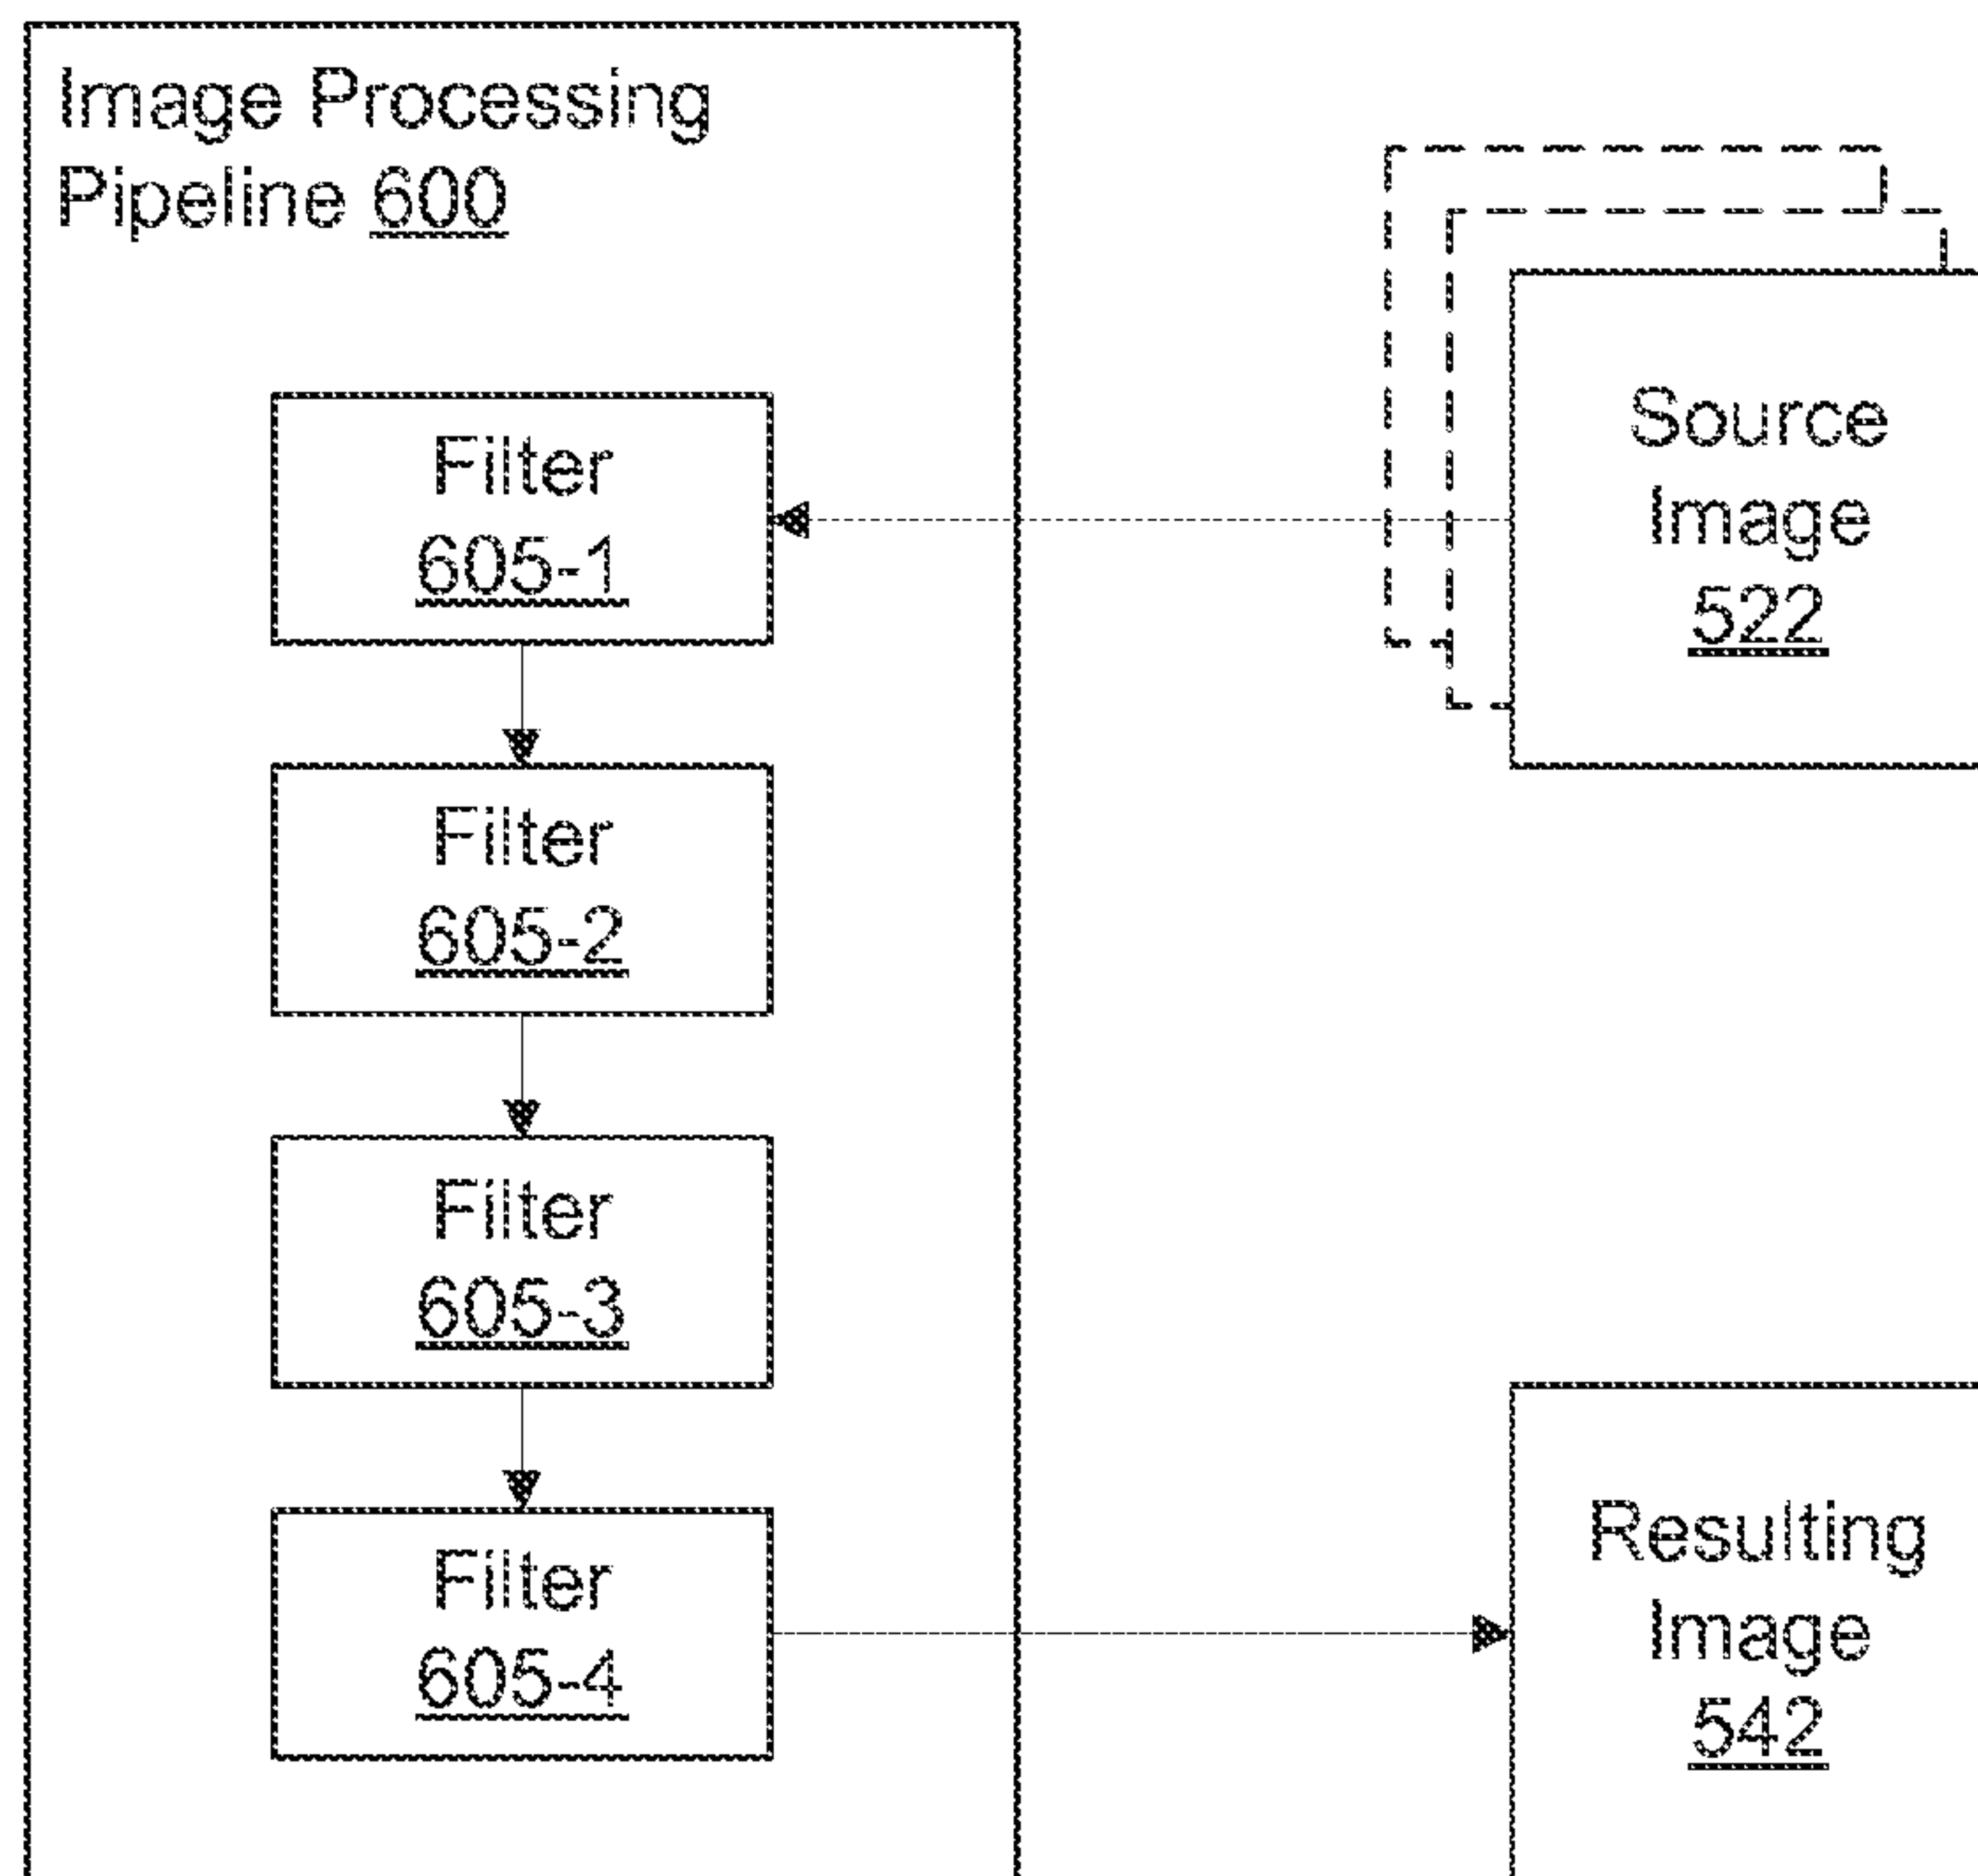 Image Processing
Pipeline 600
Filter
605-1
Source
Image
522
Filter
605-2
Filter
605-3
Filter
605-4
Resulting
Image
542